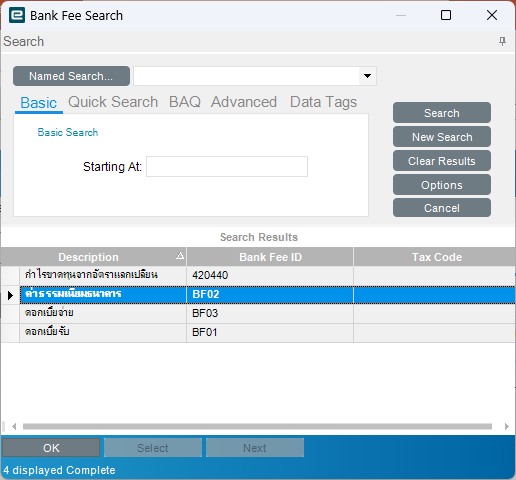 Bank Fee Search
Search
Named Search...
Basic Quick Search BAQ Advanced Data Tags
Basic Search
Starting At:
Search
New Search
Clear Results
Options
Cancel
Search Results
Description Bank Fee ID Tax Code
กำไรขาดทุนจากอัตราแลกเปลี่ยน 420440
ค่าธรรมเนียมธนาคาร BF02
ดอกเบี้ยจ่าย BF03
ดอกเบี้ยรับ BF01
OK Select Next
4 displayed Complete